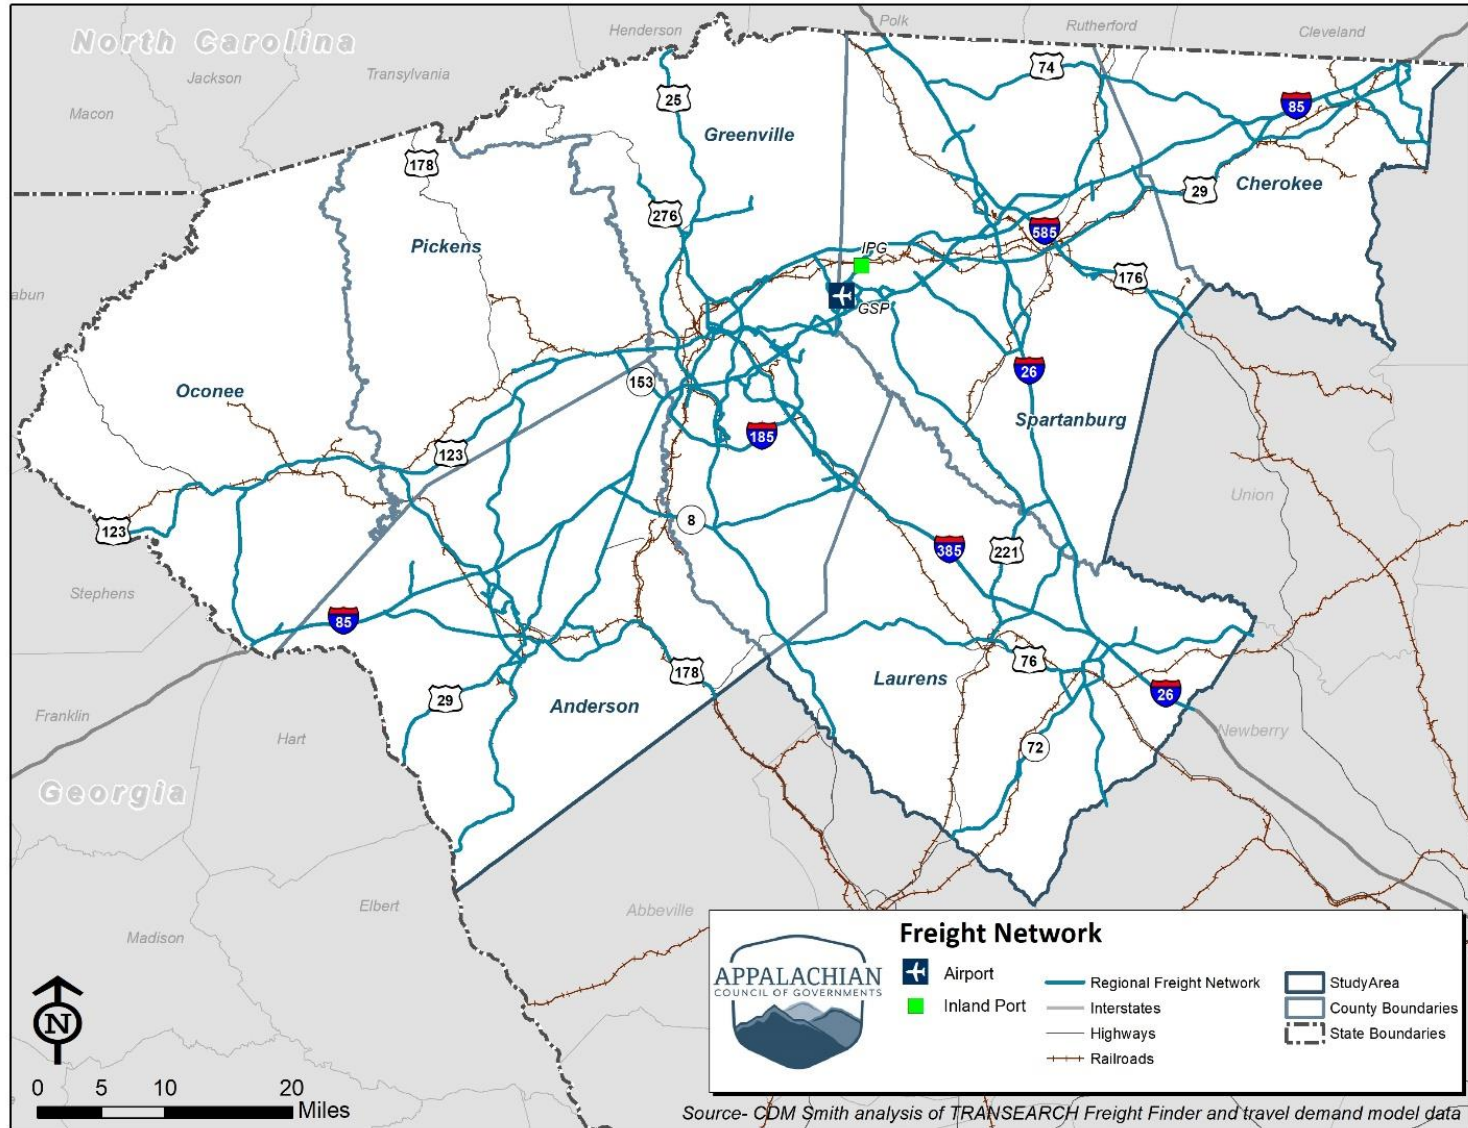 North Carolina
Henderson
Polk
Rutherford
Cleveland
Jackson
Transylvania
Macon
74
25
85
Greenville
178
29
Cherokee
276
585
Pickens
IPG
176
GSP
abun
26
153
Oconee
Spartanburg
185
123
Union
8
123
385
221
Stephens
85
76
178
Laurens
26
29
Anderson
Franklin
Hart
Newberry
72
Georgia
Elbert
Abbeville
Madison
Freight Network
APPALACHIAN
COUNCIL OF GOVERNMENTS
Airport
Inland Port
Regional Freight Network
Interstates
Highways
Railroads
StudyArea
County Boundaries
State Boundaries
N
0 5 10 20
Miles
Source- CDM Smith analysis of TRANSEARCH Freight Finder and travel demand model data